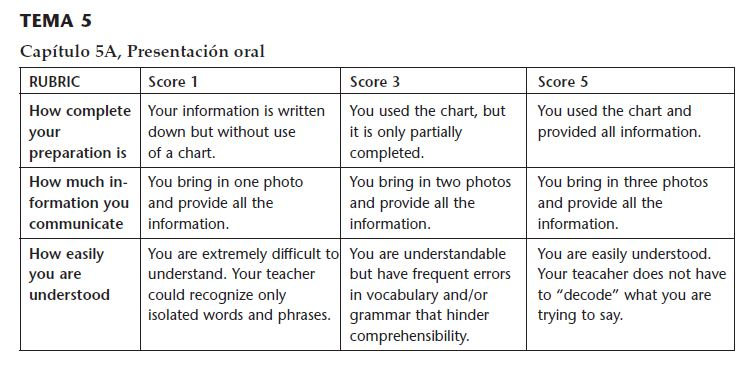 TEMA 5
Capítulo 5A, Presentación oral
RUBRIC
Score 1
Score 3
Score 5
How complete
your
preparation is
Your information is written
down but without use
of a chart.
You used the chart, but
it is only partially
completed.
You used the chart and
provided all information.
How much in-
formation you
communicate
You bring in one photo
and provide all the
information.
You bring in two photos
and provide all the
information.
You bring in three photos
and provide all the
information.
How easily
you are
understood
You are extremely difficult to
understand. Your teacher
could recognize only
isolated words and phrases.
You are understandable
but have frequent errors
in vocabulary and/or
grammar that hinder
comprehensibility.
You are easily understood.
Your teacaher does not have
to “decode” what you are
trying to say.